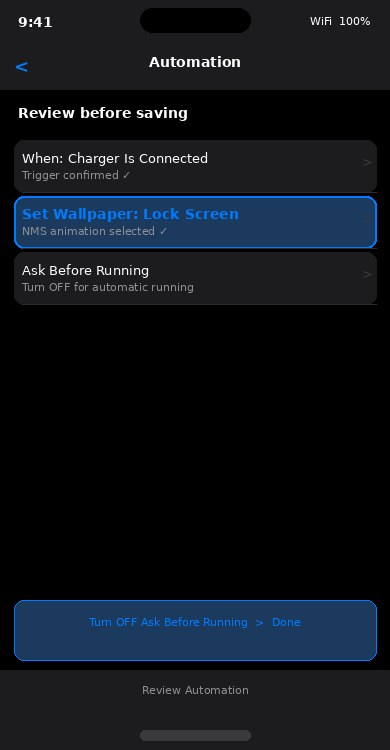 9:41
WiFi 100%
<
Automation
Review before saving
When: Charger Is Connected
>
Trigger confirmed ✓
Set Wallpaper: Lock Screen
>
NMS animation selected ✓
Ask Before Running
>
Turn OFF for automatic running
Turn OFF Ask Before Running > Done
Review Automation